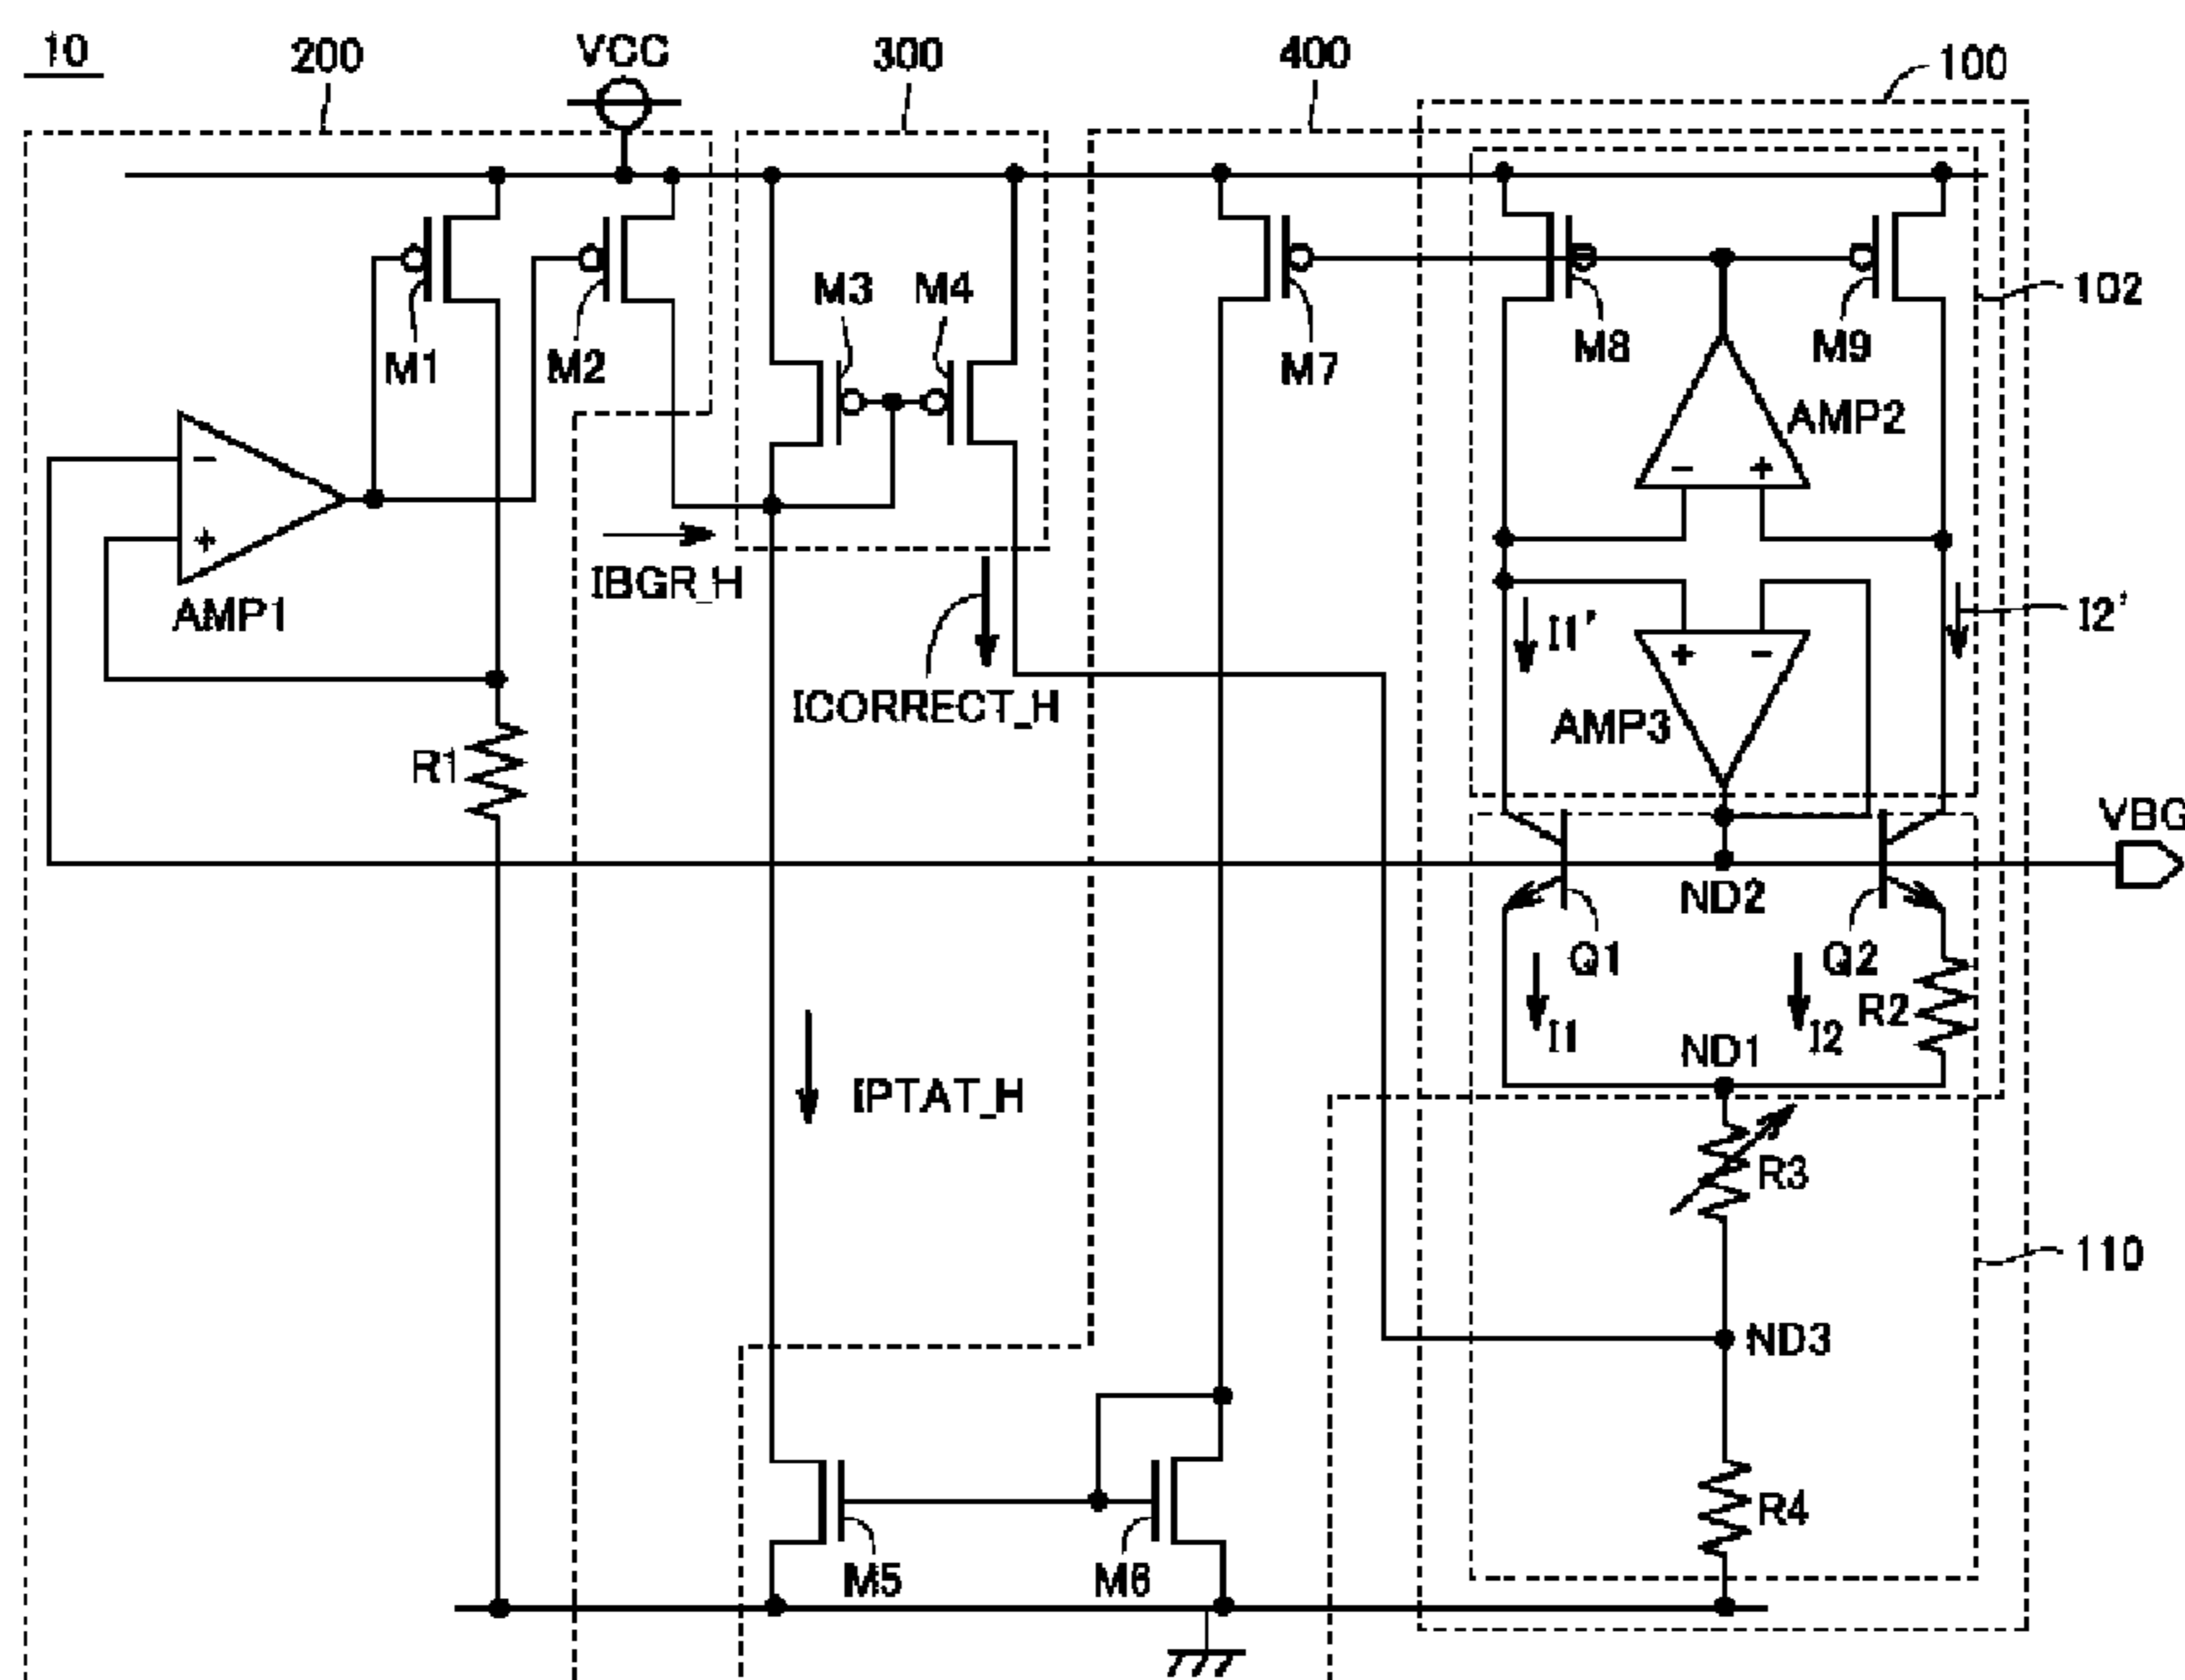 10
200
VCC
300
400
100
M3
M4
102
M1
M2
M7
M8
M9
AMP2
-
+
-
+
IBGR_H
AMP1
I1'
I2'
+
-
ICORRECT_H
AMP3
R1
VBG
ND2
Q1
Q2
R2
I1
I2
ND1
IPTAT_H
R3
110
ND3
R4
M5
M6